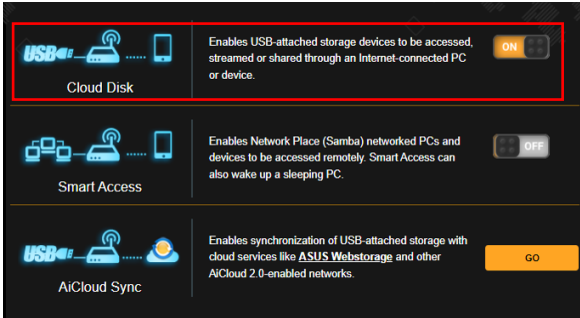 USB
Cloud Disk
Enables USB-attached storage devices to be accessed,
streamed or shared through an Internet-connected PC
or device.
ON
Smart Access
Enables Network Place (Samba) networked PCs and
devices to be accessed remotely. Smart Access can
also wake up a sleeping PC.
OFF
USB
AiCloud Sync
Enables synchronization of USB-attached storage with
cloud services like ASUS Webstorage and other
AiCloud 2.0-enabled networks.
GO